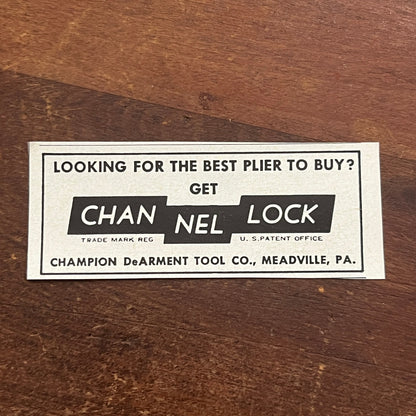 LOOKING FOR THE BEST PLIER TO BUY?
GET
CHAN NEL LOCK
TRADE MARK REG U. S. PATENT OFFICE
CHAMPION DeARMENT TOOL CO., MEADVILLE, PA.